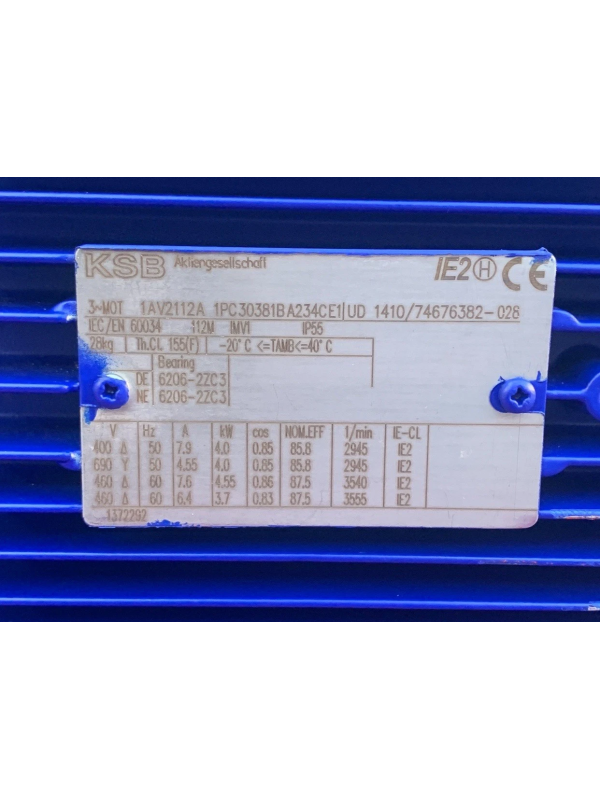 KSB Aktiengesellschaft IE2 H CE
3~MOT 1AV2112A 1PC30381BA234CE1 UD 1410/74676382-028
IEC/EN 60034 112M IMV1 IP55
28kg Th.CL 155(F) -20°C <=TAMB<=40°C
Bearing
DE 6206-2ZC3
NE 6206-2ZC3
V Hz A kW cos NOM.EFF 1/min IE-CL
400 Δ 50 7.9 4.0 0.85 85.8 2945 IE2
690 Y 50 4.55 4.0 0.85 85.8 2945 IE2
460 Δ 60 7.6 4.55 0.86 87.5 3540 IE2
460 Δ 60 6.4 3.7 0.83 87.5 3555 IE2
1372292